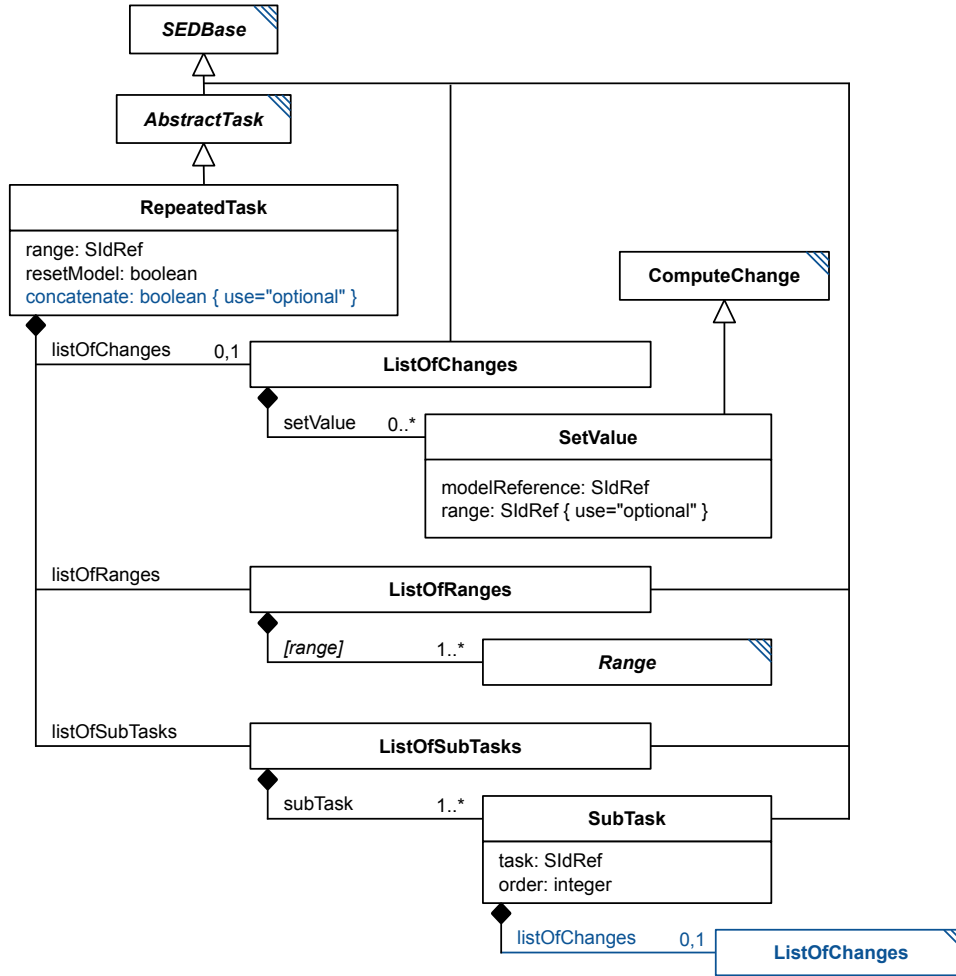 SEDBase
AbstractTask
RepeatedTask
range: SIdRef
resetModel: boolean
concatenate: boolean { use="optional" }
ComputeChange
listOfChanges 0,1
ListOfChanges
setValue 0..*
SetValue
modelReference: SIdRef
range: SIdRef { use="optional" }
listOfRanges
ListOfRanges
[range] 1..*
Range
listOfSubTasks
ListOfSubTasks
subTask 1..*
SubTask
task: SIdRef
order: integer
listOfChanges 0,1
ListOfChanges